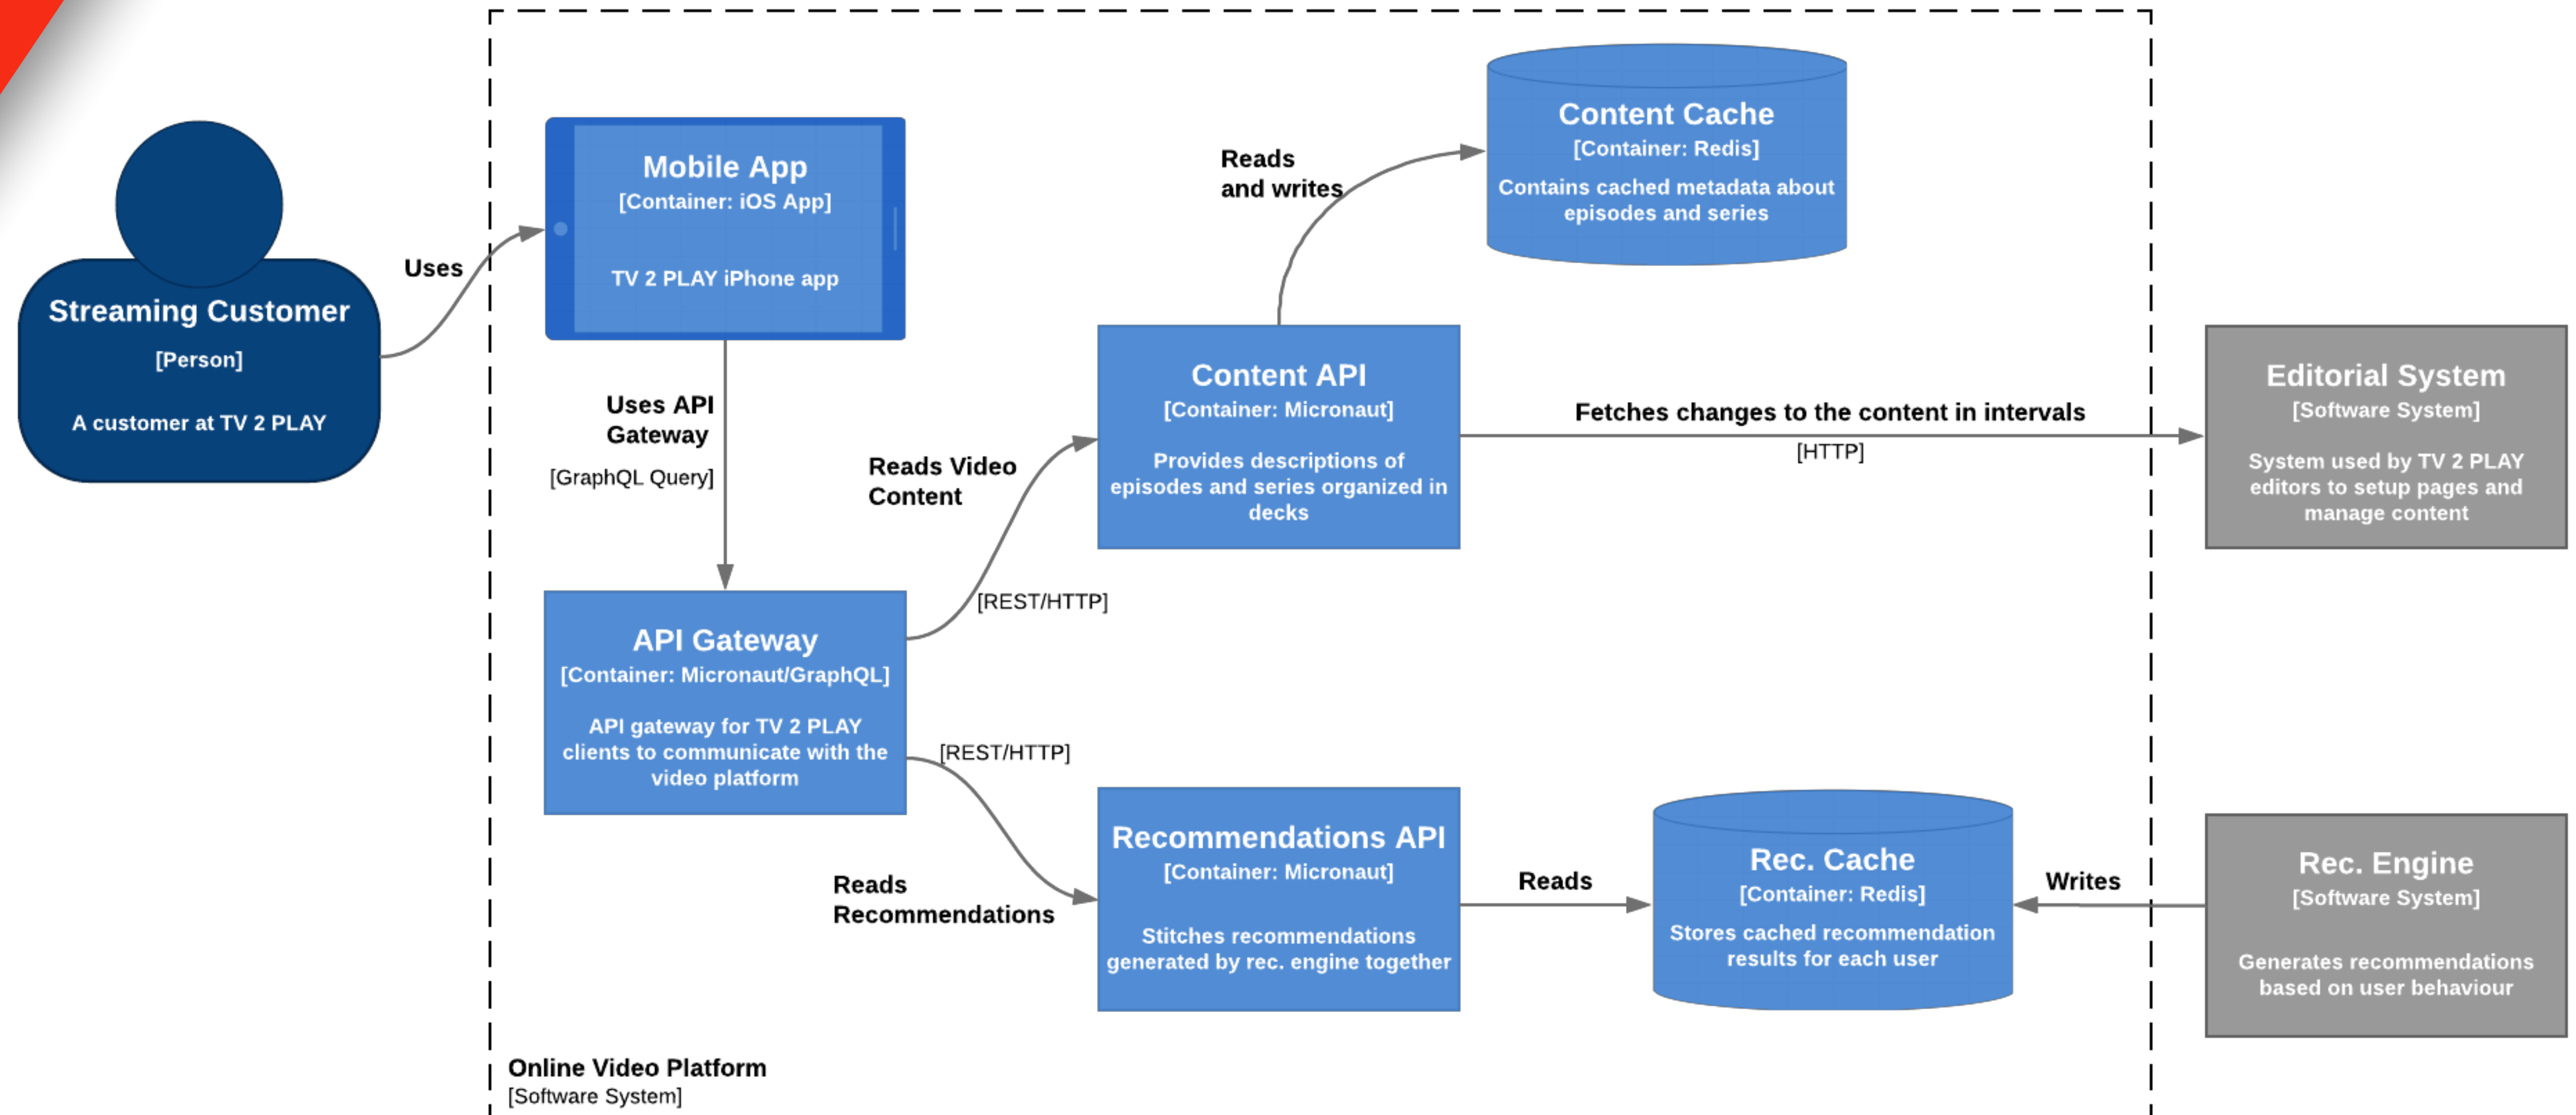 Streaming Customer
[Person]
A customer at TV 2 PLAY
Uses
Mobile App
[Container: iOS App]
TV 2 PLAY iPhone app
Uses API
Gateway
[GraphQL Query]
API Gateway
[Container: Micronaut/GraphQL]
API gateway for TV 2 PLAY
clients to communicate with the
video platform
Reads Video
Content
[REST/HTTP]
Content API
[Container: Micronaut]
Provides descriptions of
episodes and series organized in
decks
Reads
and writes
Content Cache
[Container: Redis]
Contains cached metadata about
episodes and series
Fetches changes to the content in intervals
[HTTP]
Editorial System
[Software System]
System used by TV 2 PLAY
editors to setup pages and
manage content
[REST/HTTP]
Reads
Recommendations
Recommendations API
[Container: Micronaut]
Stitches recommendations
generated by rec. engine together
Reads
Rec. Cache
[Container: Redis]
Stores cached recommendation
results for each user
Writes
Rec. Engine
[Software System]
Generates recommendations
based on user behaviour
Online Video Platform
[Software System]